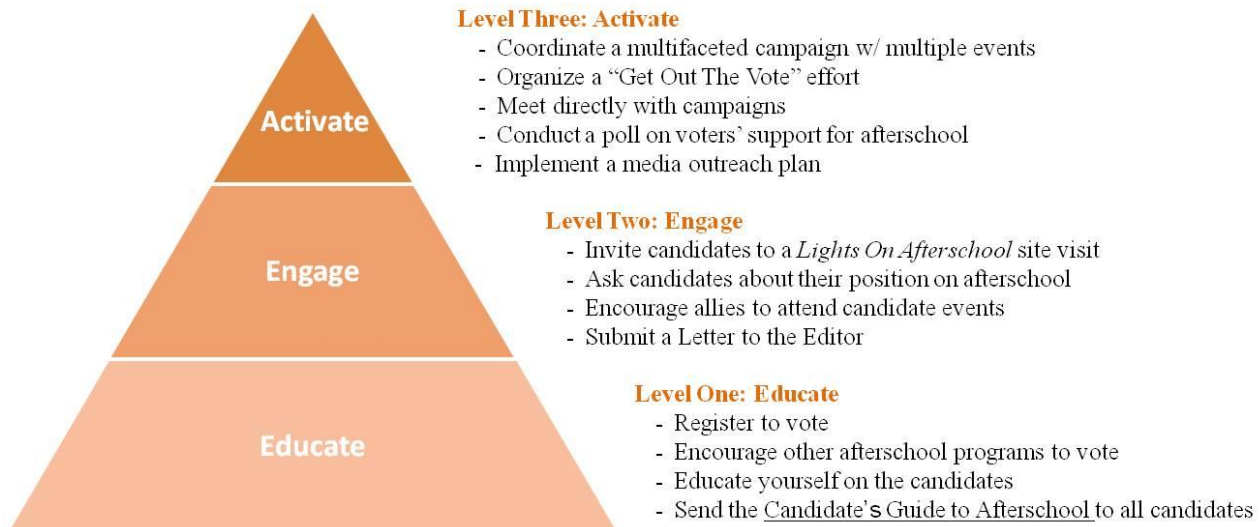 Level Three: Activate
- Coordinate a multifaceted campaign w/ multiple events
- Organize a “Get Out The Vote” effort
- Meet directly with campaigns
- Conduct a poll on voters’ support for afterschool
- Implement a media outreach plan
Activate
Level Two: Engage
- Invite candidates to a Lights On Afterschool site visit
- Ask candidates about their position on afterschool
- Encourage allies to attend candidate events
- Submit a Letter to the Editor
Engage
Level One: Educate
- Register to vote
- Encourage other afterschool programs to vote
- Educate yourself on the candidates
- Send the Candidate’s Guide to Afterschool to all candidates
Educate